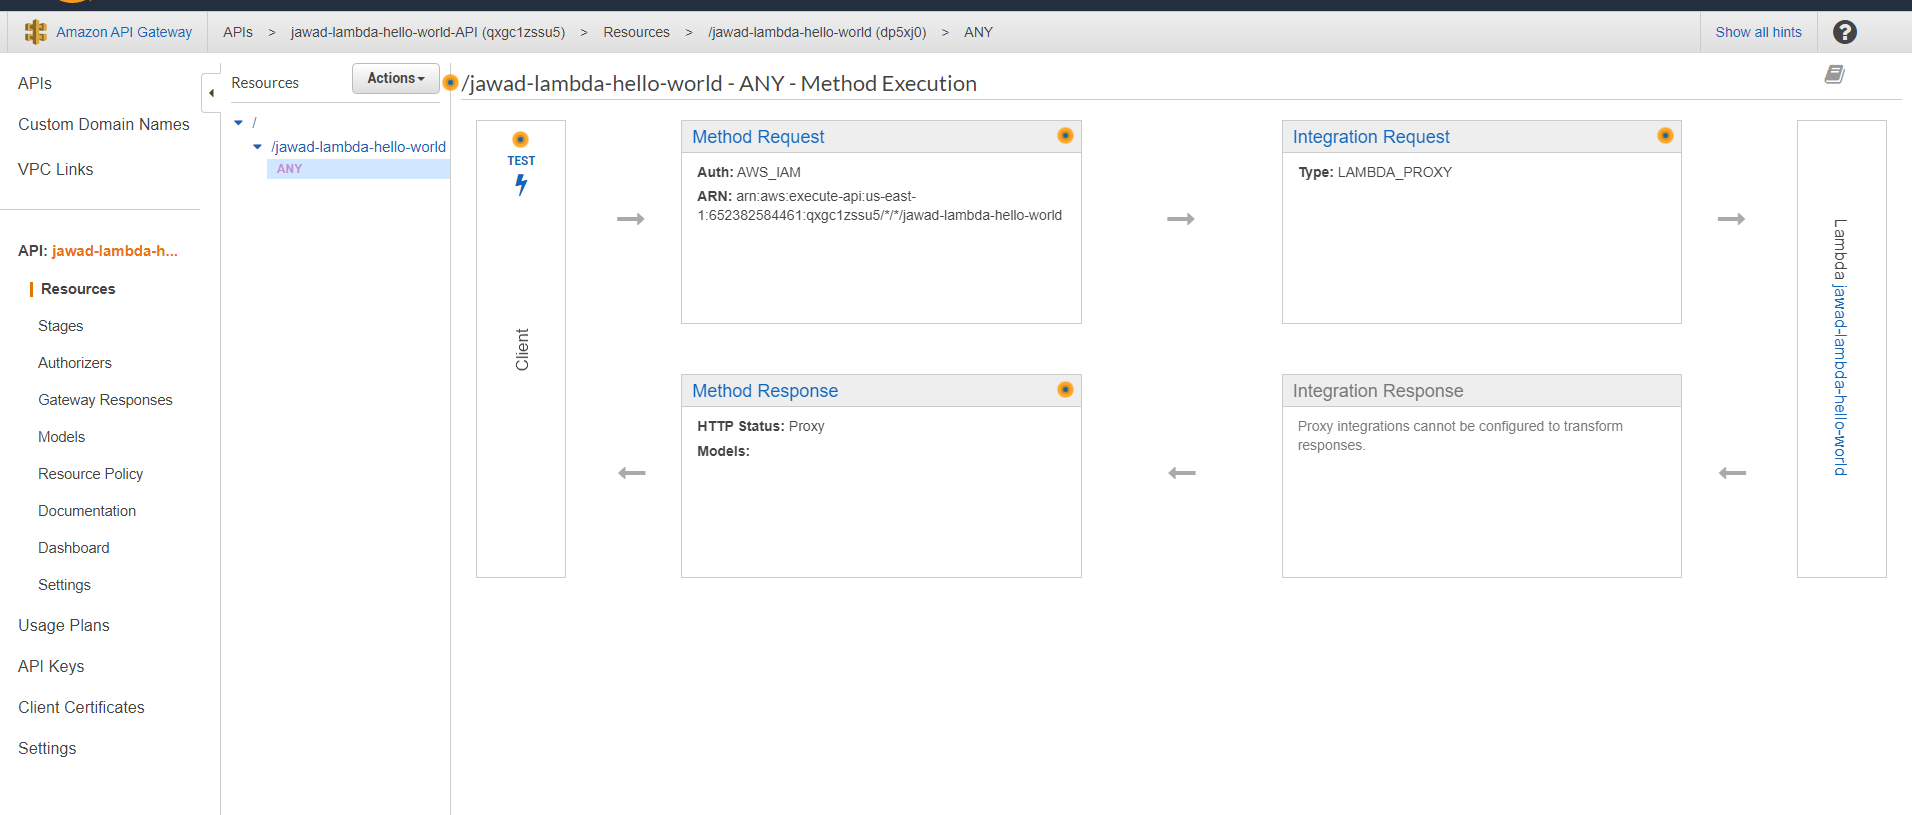 Amazon API Gateway
APIs > jawad-lambda-hello-world-API (qxgc1zssu5) > Resources > /jawad-lambda-hello-world (dp5xj0) > ANY
Show all hints
?
APIs
Custom Domain Names
VPC Links
API: jawad-lambda-h...
Resources
Stages
Authorizers
Gateway Responses
Models
Resource Policy
Documentation
Dashboard
Settings
Usage Plans
API Keys
Client Certificates
Settings
Resources
Actions
/
/jawad-lambda-hello-world
ANY
/jawad-lambda-hello-world - ANY - Method Execution
TEST
Client
Method Request
Auth: AWS_IAM
ARN: arn:aws:execute-api:us-east-
1:652382584461:qxgc1zssu5/*/*/jawad-lambda-hello-world
Integration Request
Type: LAMBDA_PROXY
Lambda jawad-lambda-hello-world
Method Response
HTTP Status: Proxy
Models:
Integration Response
Proxy integrations cannot be configured to transform
responses.